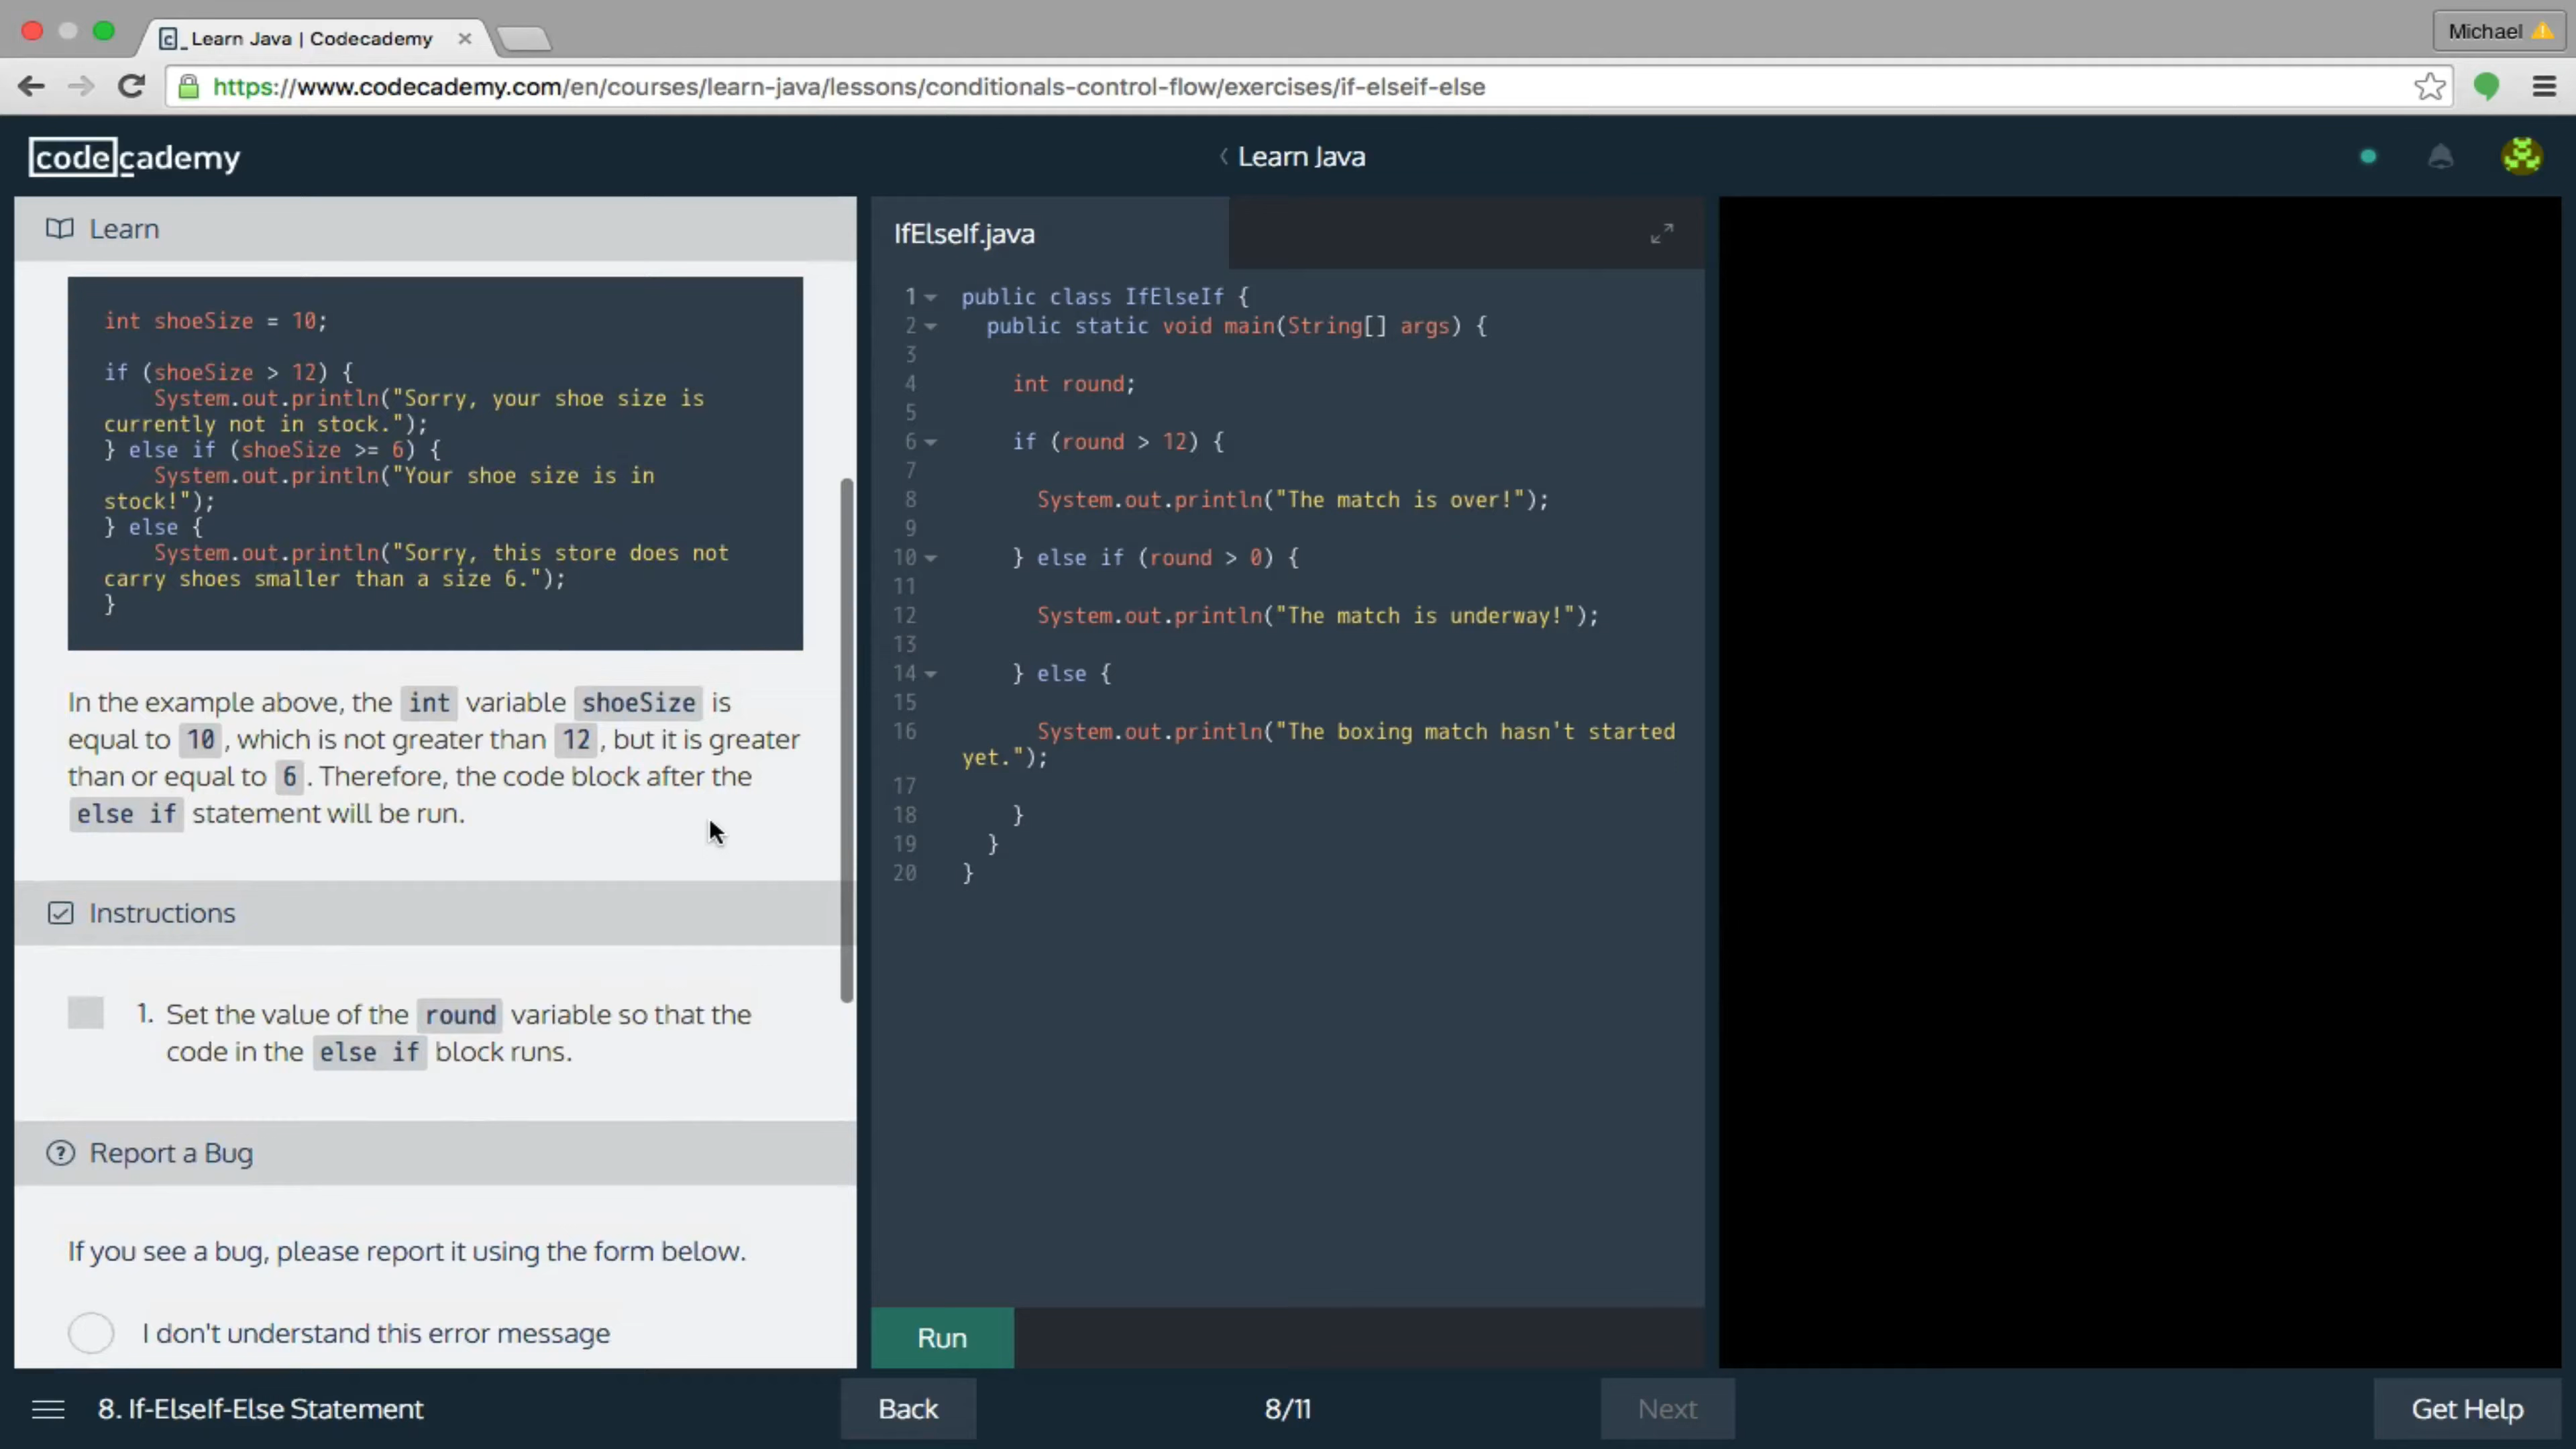 Learn Java | Codecademy
Michael
https://www.codecademy.com/en/courses/learn-java/lessons/conditionals-control-flow/exercises/if-elseif-else
codecademy
Learn Java
Learn
int shoeSize = 10;
if (shoeSize > 12) {
System.out.println("Sorry, your shoe size is
currently not in stock.");
} else if (shoeSize >= 6) {
System.out.println("Your shoe size is in
stock!");
} else {
System.out.println("Sorry, this store does not
carry shoes smaller than a size 6.");
}
In the example above, the int variable shoeSize is
equal to 10, which is not greater than 12, but it is greater
than or equal to 6. Therefore, the code block after the
else if statement will be run.
Instructions
1. Set the value of the round variable so that the
code in the else if block runs.
Report a Bug
If you see a bug, please report it using the form below.
I don't understand this error message
IfElseIf.java
1 public class IfElseIf {
2 public static void main(String[] args) {
3
4 int round;
5
6 if (round > 12) {
7
8 System.out.println("The match is over!");
9
10 } else if (round > 0) {
11
12 System.out.println("The match is underway!");
13
14 } else {
15
16 System.out.println("The boxing match hasn't started
yet.");
17
18 }
19 }
20 }
Run
8. If-ElseIf-Else Statement
Back
8/11
Next
Get Help